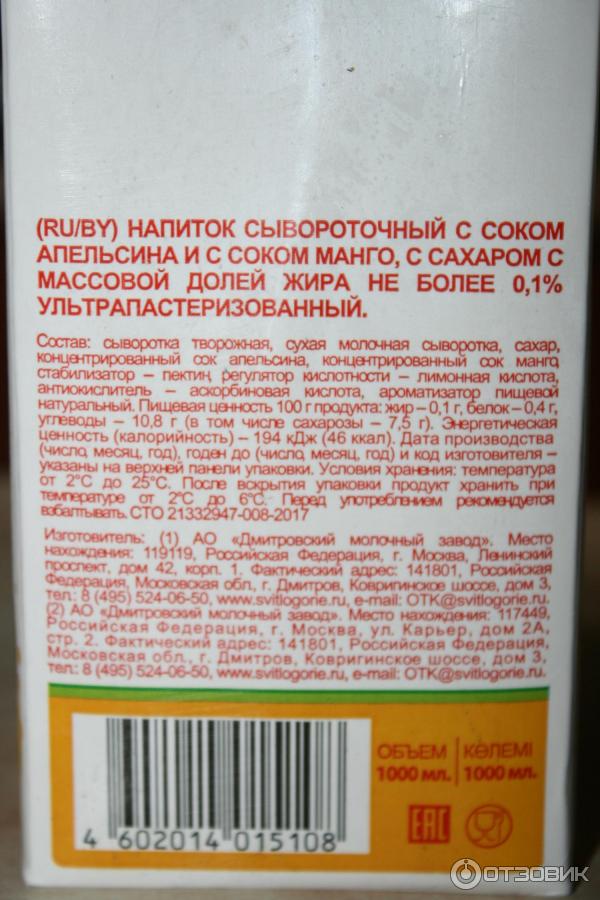 (RU/BY) НАПИТОК СЫВОРОТОЧНЫЙ С СОКОМ
АПЕЛЬСИНА И С СОКОМ МАНГО, С САХАРОМ С
МАССОВОЙ ДОЛЕЙ ЖИРА НЕ БОЛЕЕ 0,1%
УЛЬТРАПАСТЕРИЗОВАННЫЙ.
Состав: сыворотка творожная, сухая молочная сыворотка, сахар,
концентрированный сок апельсина, концентрированный сок манго,
стабилизатор – пектин, регулятор кислотности – лимонная кислота,
антиокислитель – аскорбиновая кислота, ароматизатор пищевой
натуральный. Пищевая ценность 100 г продукта: жир – 0,1 г, белок – 0,4 г,
углеводы – 10,8 г (в том числе сахарозы – 7,5 г). Энергетическая
ценность (калорийность) – 194 кДж (46 ккал). Дата производства
(число, месяц, год), годен до (число, месяц, год) и код изготовителя –
указаны на верхней панели упаковки. Условия хранения: температура
от 2°С до 25°С. После вскрытия упаковки продукт хранить при
температуре от 2°С до 6°С. Перед употреблением рекомендуется
взбалтывать. СТО 21332947-008-2017
Изготовитель: (1) АО «Дмитровский молочный завод». Место
нахождения: 119119, Российская Федерация, г. Москва, Ленинский
проспект, дом 42, корп. 1. Фактический адрес: 141801, Российская
Федерация, Московская обл., г. Дмитров, Ковригинское шоссе, дом 3,
тел.: 8 (495) 524-06-50, www.svitlogorie.ru, e-mail: OTK@svitlogorie.ru.
(2) АО «Дмитровский молочный завод». Место нахождения: 117449,
Российская Федерация, г. Москва, ул. Карьер, дом 2А,
стр. 2. Фактический адрес: 141801, Российская Федерация,
Московская обл., г. Дмитров, Ковригинское шоссе, дом 3,
тел.: 8 (495) 524-06-50, www.svitlogorie.ru, e-mail: OTK@svitlogorie.ru.
ОБЪЕМ | КӨЛЕМІ
1000 мл. | 1000 мл.
EAC
4 602014 015108
ОТЗОВИК